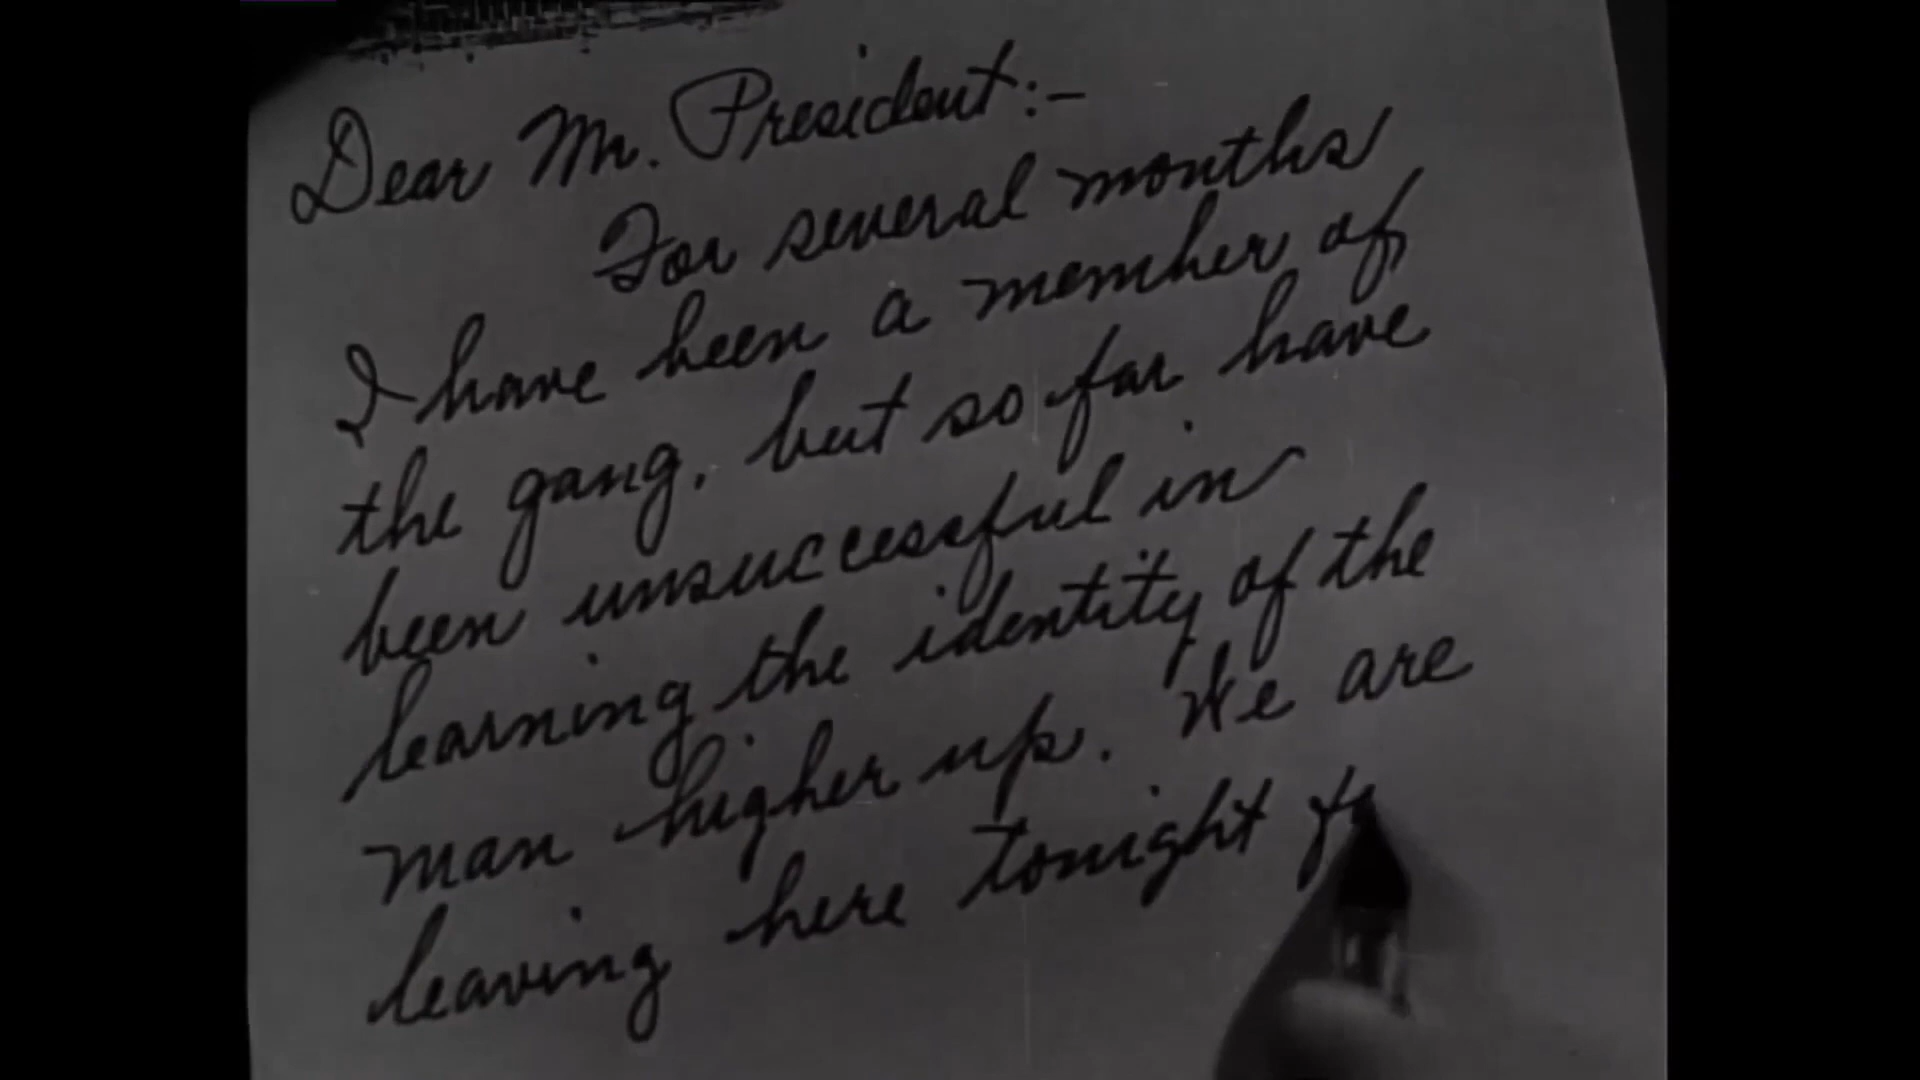 Dear Mr. President:-
For several months
I have been a member of
the gang, but so far have
been unsuccessful in
learning the identity of the
man higher up. We are
leaving here tonight